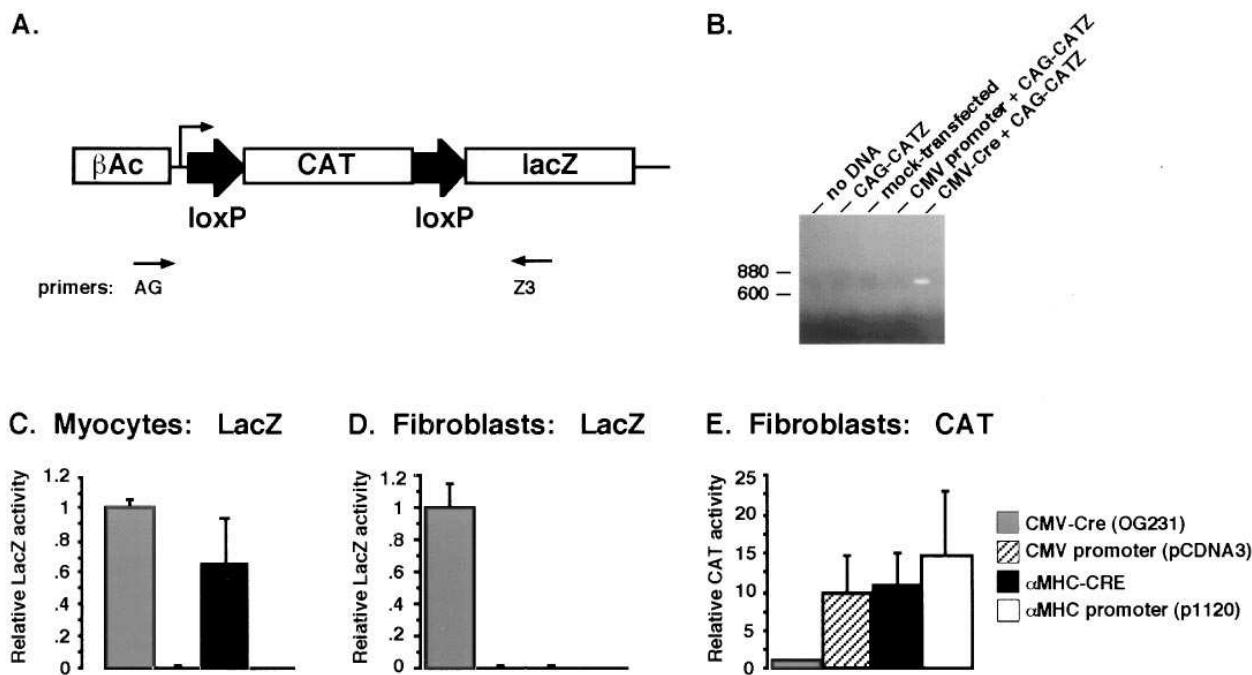 A.
βAc
CAT
lacZ
loxP
loxP
primers:
AG
Z3
B.
no DNA
CAG-CATZ
mock-transfected
CMV promoter + CAG-CATZ
CMV-Cre + CAG-CATZ
880
600
C. Myocytes: LacZ
Relative LacZ activity
1.2
1
.8
.6
.4
.2
0
D. Fibroblasts: LacZ
Relative LacZ activity
1.2
1
.8
.6
.4
.2
0
E. Fibroblasts: CAT
Relative CAT activity
25
20
15
10
5
0
CMV-Cre (OG231)
CMV promoter (pCDNA3)
αMHC-CRE
αMHC promoter (p1120)